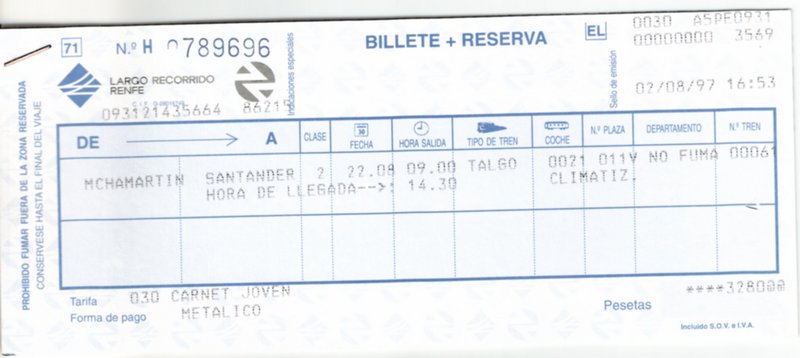 0030 A5PE0931
71 N.º H 0789696 BILLETE + RESERVA EL 00000000 3569
LARGO RECORRIDO
RENFE
Indicaciones especiales
Sello de emisión
02/08/97 16:53
093121435664 86215
DE A CLASE FECHA HORA SALIDA TIPO DE TREN COCHE N.º PLAZA DEPARTAMENTO N.º TREN
MCHAMARTIN SANTANDER 2 22.08 09.00 TALGO 0021 011V NO FUMA 00061
HORA DE LLEGADA-->: 14.30 CLIMATIZ.
PROHIBIDO FUMAR FUERA DE LA ZONA RESERVADA
CONSERVESE HASTA EL FINAL DEL VIAJE
Tarifa 030 CARNET JOVEN
Forma de pago METALICO
Pesetas ****3280@@
Incluido S.O.V. e I.V.A.